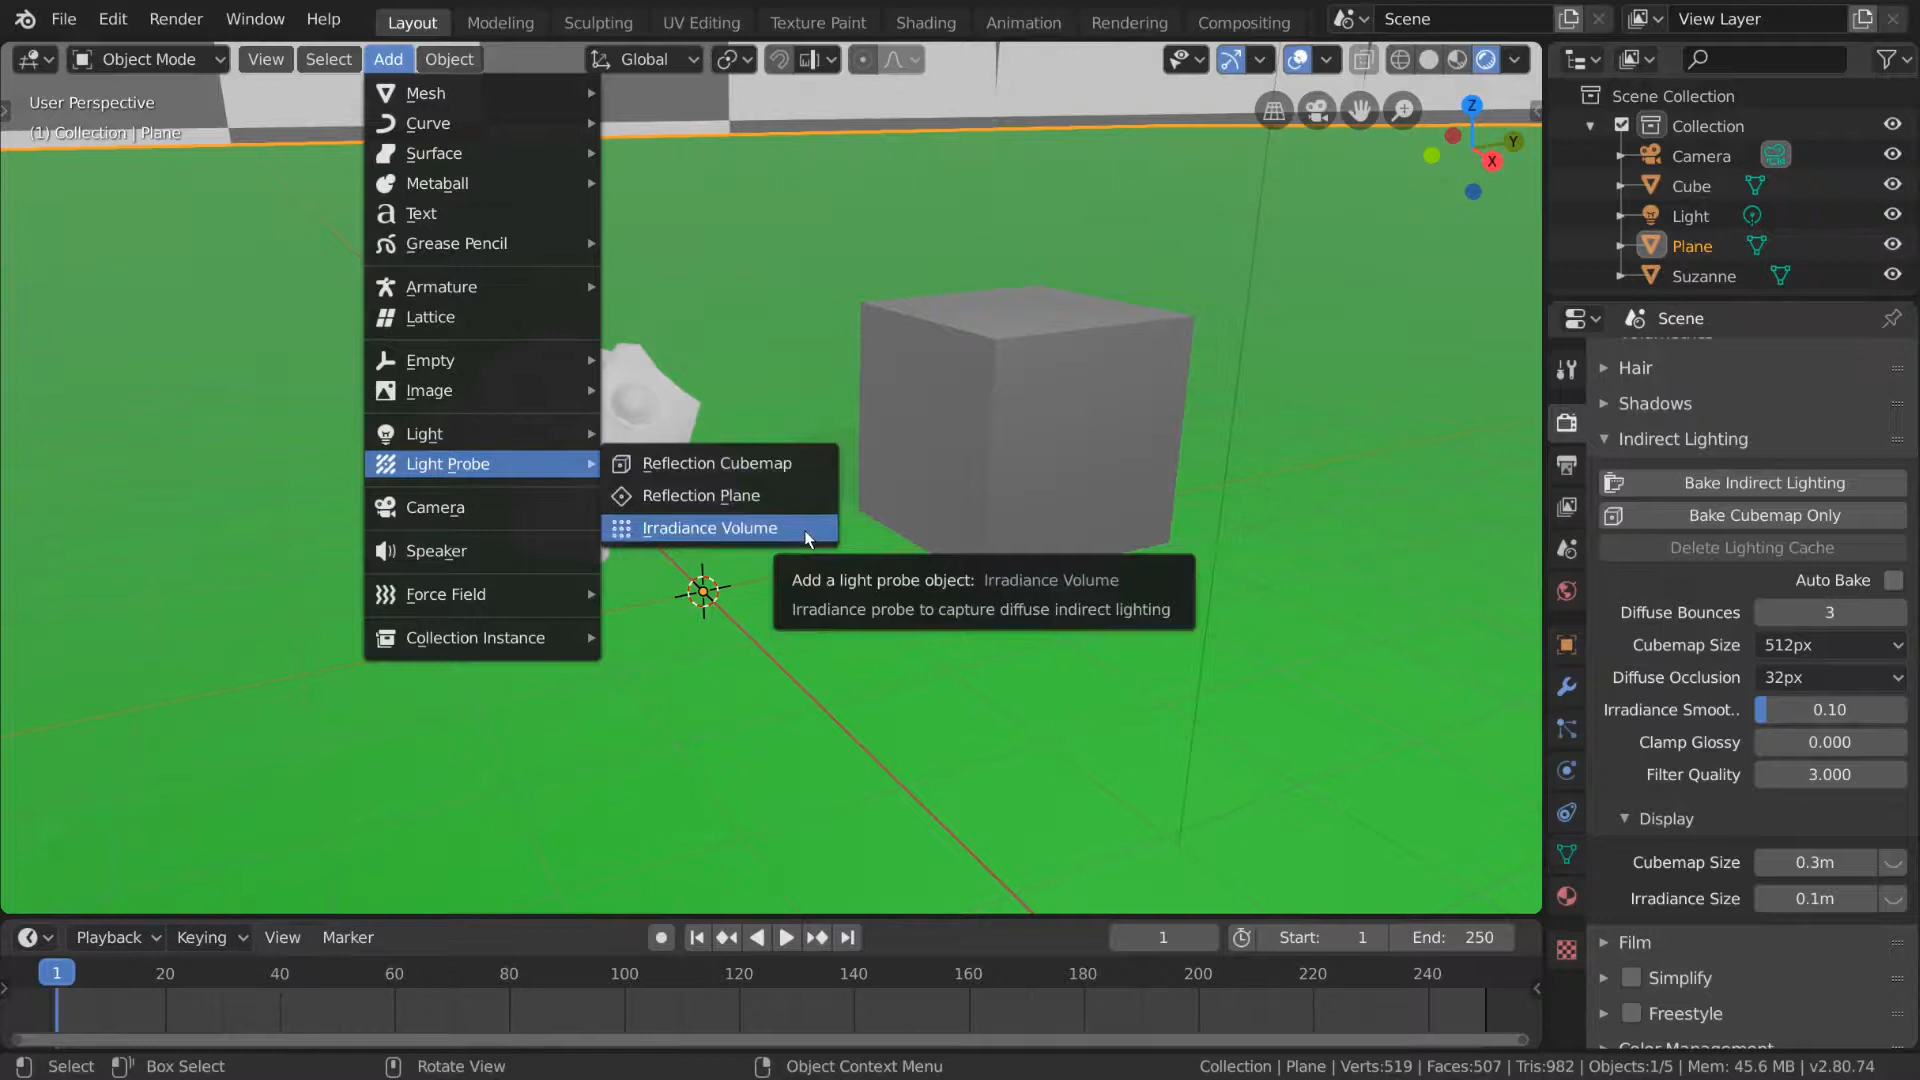 File Edit Render Window Help
Layout Modeling Sculpting UV Editing Texture Paint Shading Animation Rendering Compositing
Scene
View Layer
Object Mode View Select Add Object Global
User Perspective
(1) Collection | Plane
Mesh
Curve
Surface
Metaball
Text
Grease Pencil
Armature
Lattice
Empty
Image
Light
Light Probe
Camera
Speaker
Force Field
Collection Instance
Reflection Cubemap
Reflection Plane
Irradiance Volume
Add a light probe object: Irradiance Volume
Irradiance probe to capture diffuse indirect lighting
Z
Y
X
Scene Collection
Collection
Camera
Cube
Light
Plane
Suzanne
Scene
Hair
Shadows
Indirect Lighting
Bake Indirect Lighting
Bake Cubemap Only
Delete Lighting Cache
Auto Bake
Diffuse Bounces 3
Cubemap Size 512px
Diffuse Occlusion 32px
Irradiance Smoot.. 0.10
Clamp Glossy 0.000
Filter Quality 3.000
Display
Cubemap Size 0.3m
Irradiance Size 0.1m
Film
Simplify
Freestyle
Playback Keying View Marker
1
Start: 1 End: 250
1 20 40 60 80 100 120 140 160 180 200 220 240
Select Box Select Rotate View Object Context Menu
Collection | Plane | Verts:519 | Faces:507 | Tris:982 | Objects:1/5 | Mem: 45.6 MB | v2.80.74